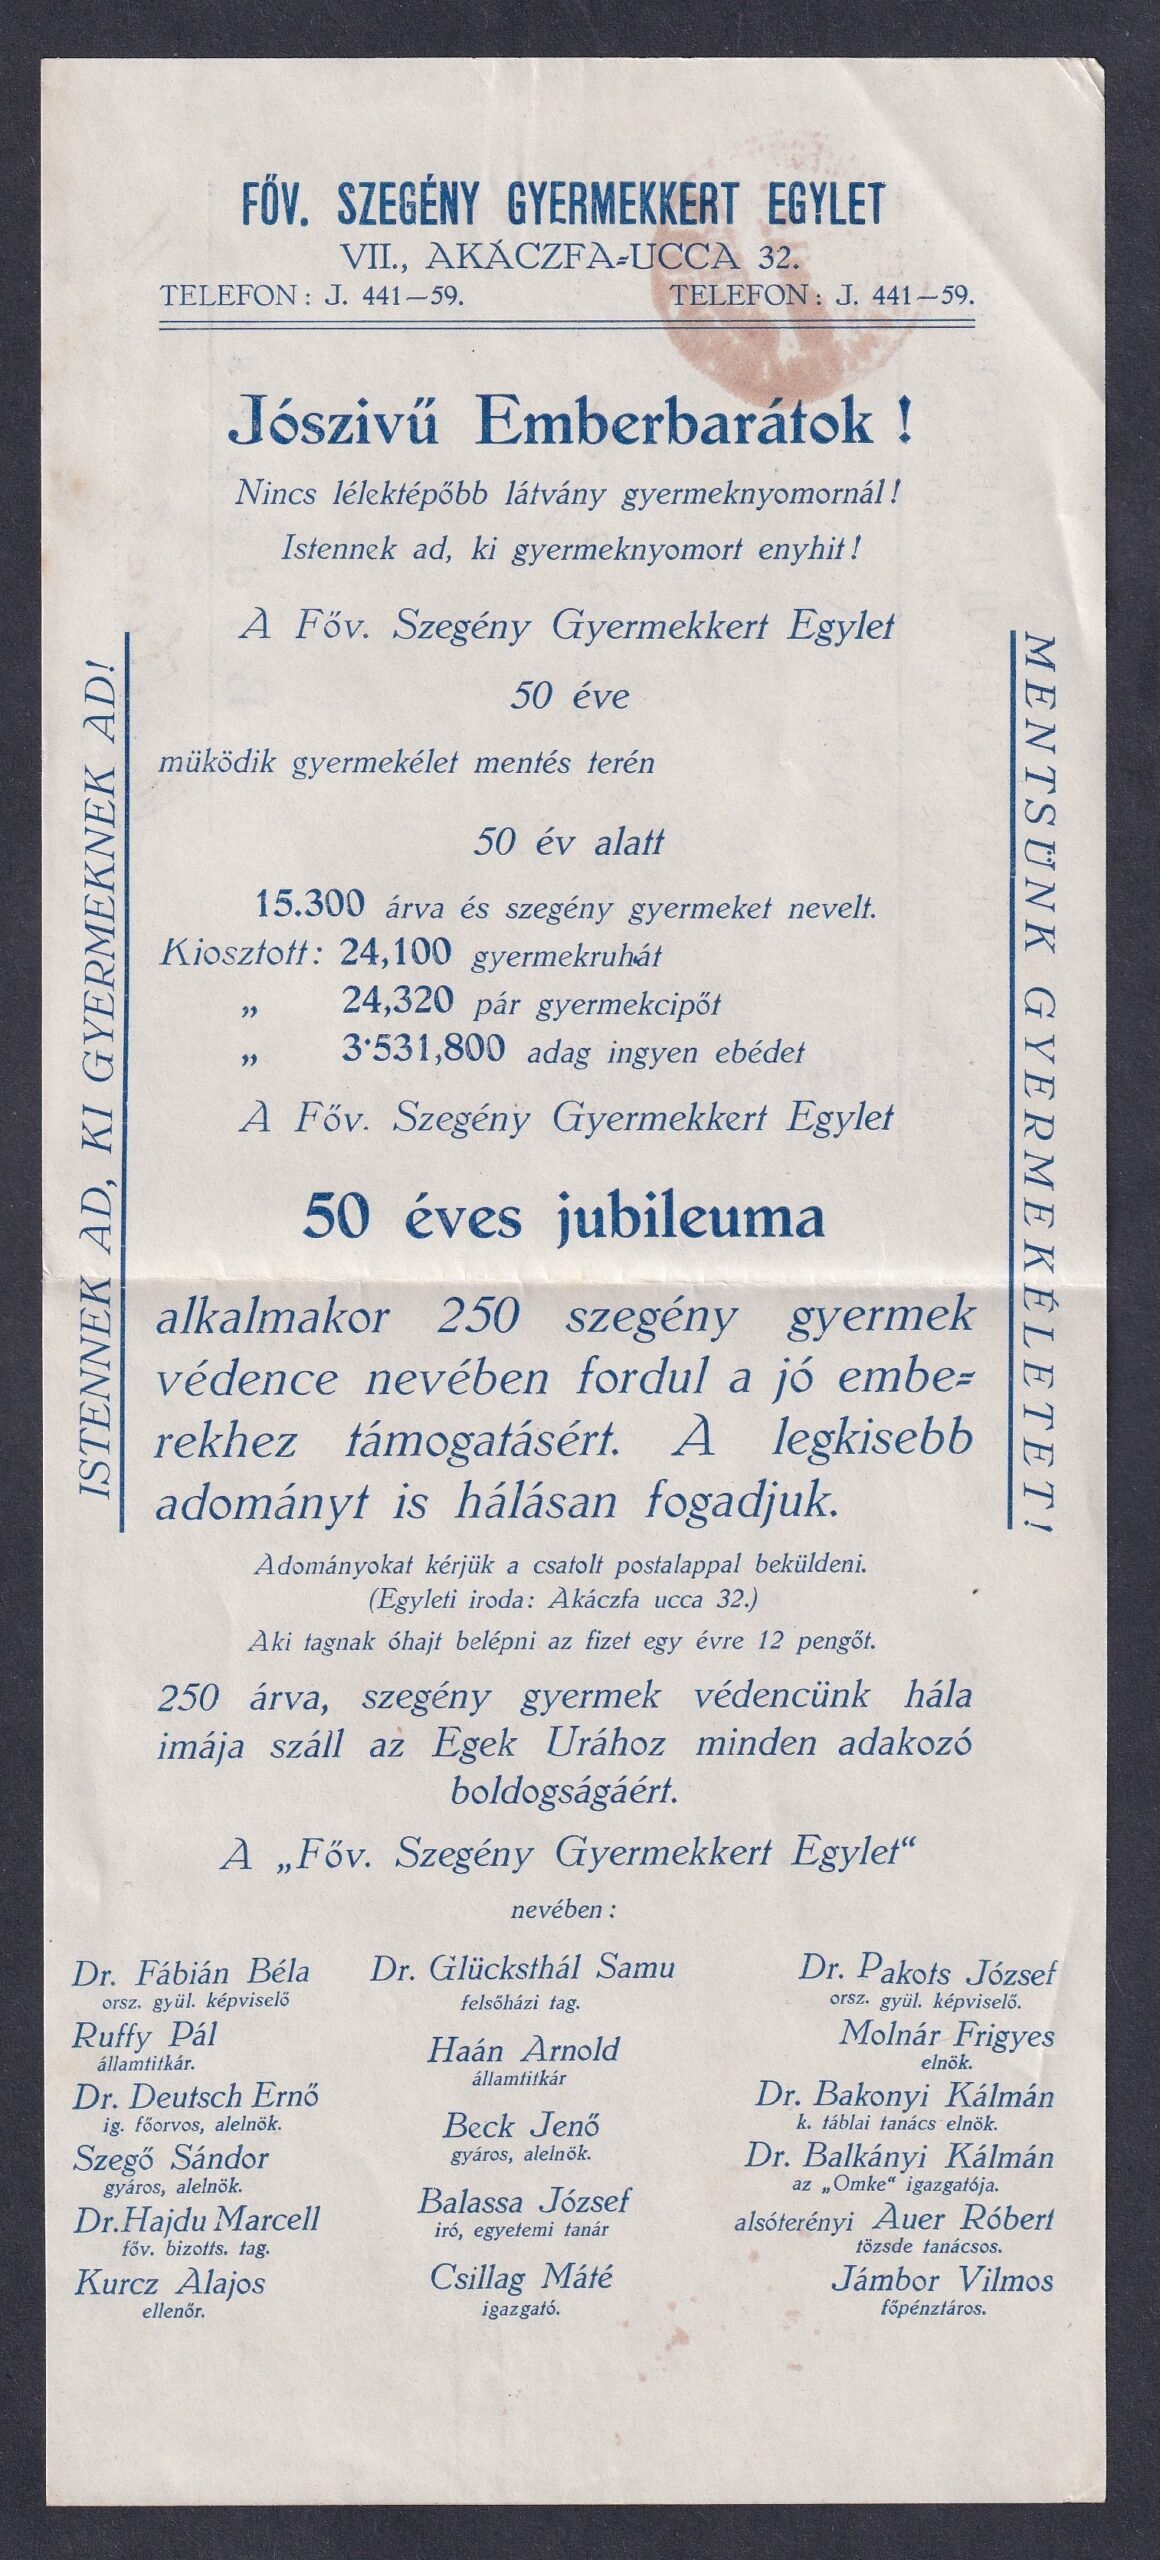 FŐV. SZEGÉNY GYERMEKKERT EGYLET
VII., AKÁCZFA-UCCA 32.
TELEFON: J. 441—59. TELEFON: J. 441—59.
Jószivű Emberbarátok !
Nincs lélektépőbb látvány gyermeknyomornál!
Istennek ad, ki gyermeknyomort enyhit!
A Főv. Szegény Gyermekkert Egylet
50 éve
müködik gyermekélet mentés terén
50 év alatt
15.300 árva és szegény gyermeket nevelt.
Kiosztott: 24,100 gyermekruhát
„ 24,320 pár gyermekcipőt
„ 3·531,800 adag ingyen ebédet
A Főv. Szegény Gyermekkert Egylet
50 éves jubileuma
alkalmakor 250 szegény gyermek
védence nevében fordul a jó embe-
rekhez támogatásért. A legkisebb
adományt is hálásan fogadjuk.
Adományokat kérjük a csatolt postalappal beküldeni.
(Egyleti iroda: Akáczfa ucca 32.)
Aki tagnak óhajt belépni az fizet egy évre 12 pengőt.
250 árva, szegény gyermek védencünk hála
imája száll az Egek Urához minden adakozó
boldogságáért.
A „Főv. Szegény Gyermekkert Egylet“
nevében :
ISTENNEK AD, KI GYERMEKNEK AD!
MENTSÜNK GYERMEKÉLETET!
Dr. Fábián Béla
orsz. gyül. képviselő
Ruffy Pál
államtitkár.
Dr. Deutsch Ernő
ig. főorvos, alelnök.
Szegő Sándor
gyáros, alelnök.
Dr. Hajdu Marcell
főv. bizotts. tag.
Kurcz Alajos
ellenőr.
Dr. Glücksthál Samu
felsőházi tag.
Haán Arnold
államtitkár
Beck Jenő
gyáros, alelnök.
Balassa József
iró, egyetemi tanár
Csillag Máté
igazgató.
Dr. Pakots József
orsz. gyül. képviselő.
Molnár Frigyes
elnök.
Dr. Bakonyi Kálmán
k. táblai tanács elnök.
Dr. Balkányi Kálmán
az „Omke“ igazgatója.
alsóterényi Auer Róbert
tözsde tanácsos.
Jámbor Vilmos
főpénztáros.